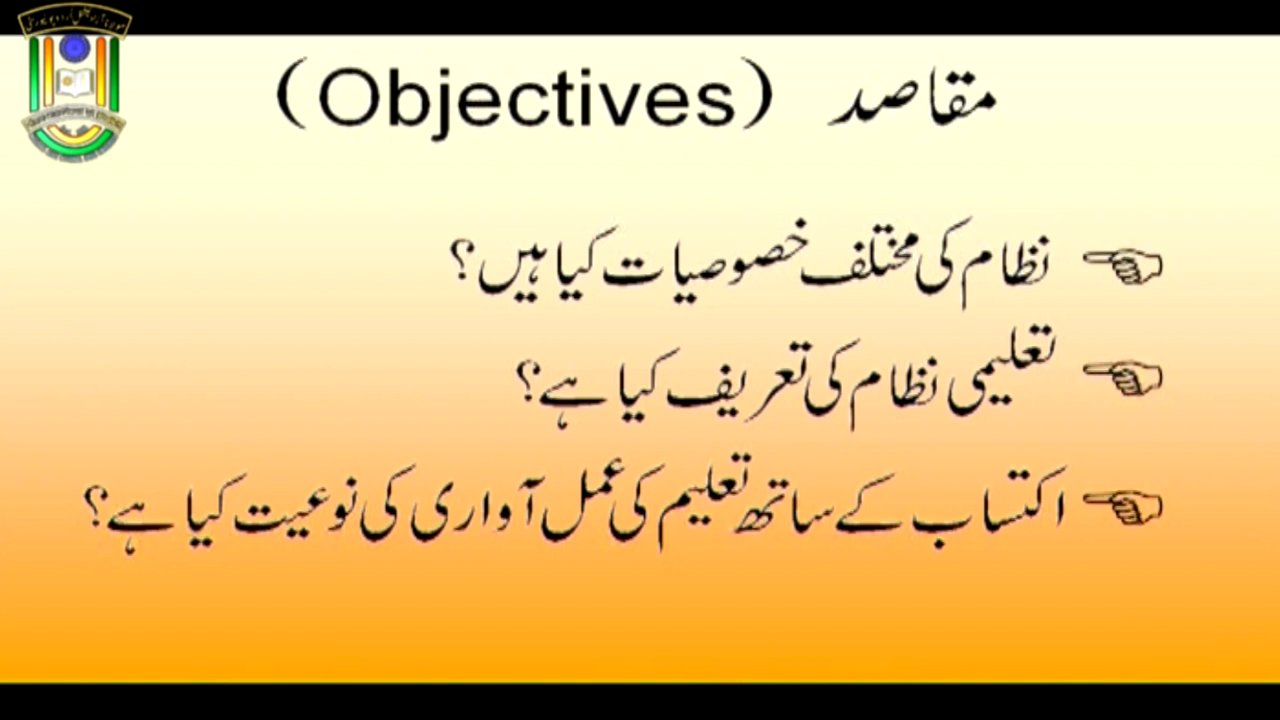 مقاصد (Objectives)
نظام کی مختلف خصوصیات کیا ہیں؟
تعلیمی نظام کی تعریف کیا ہے؟
اکتساب کے ساتھ تعلیم کی عمل آواری کی نوعیت کیا ہے؟